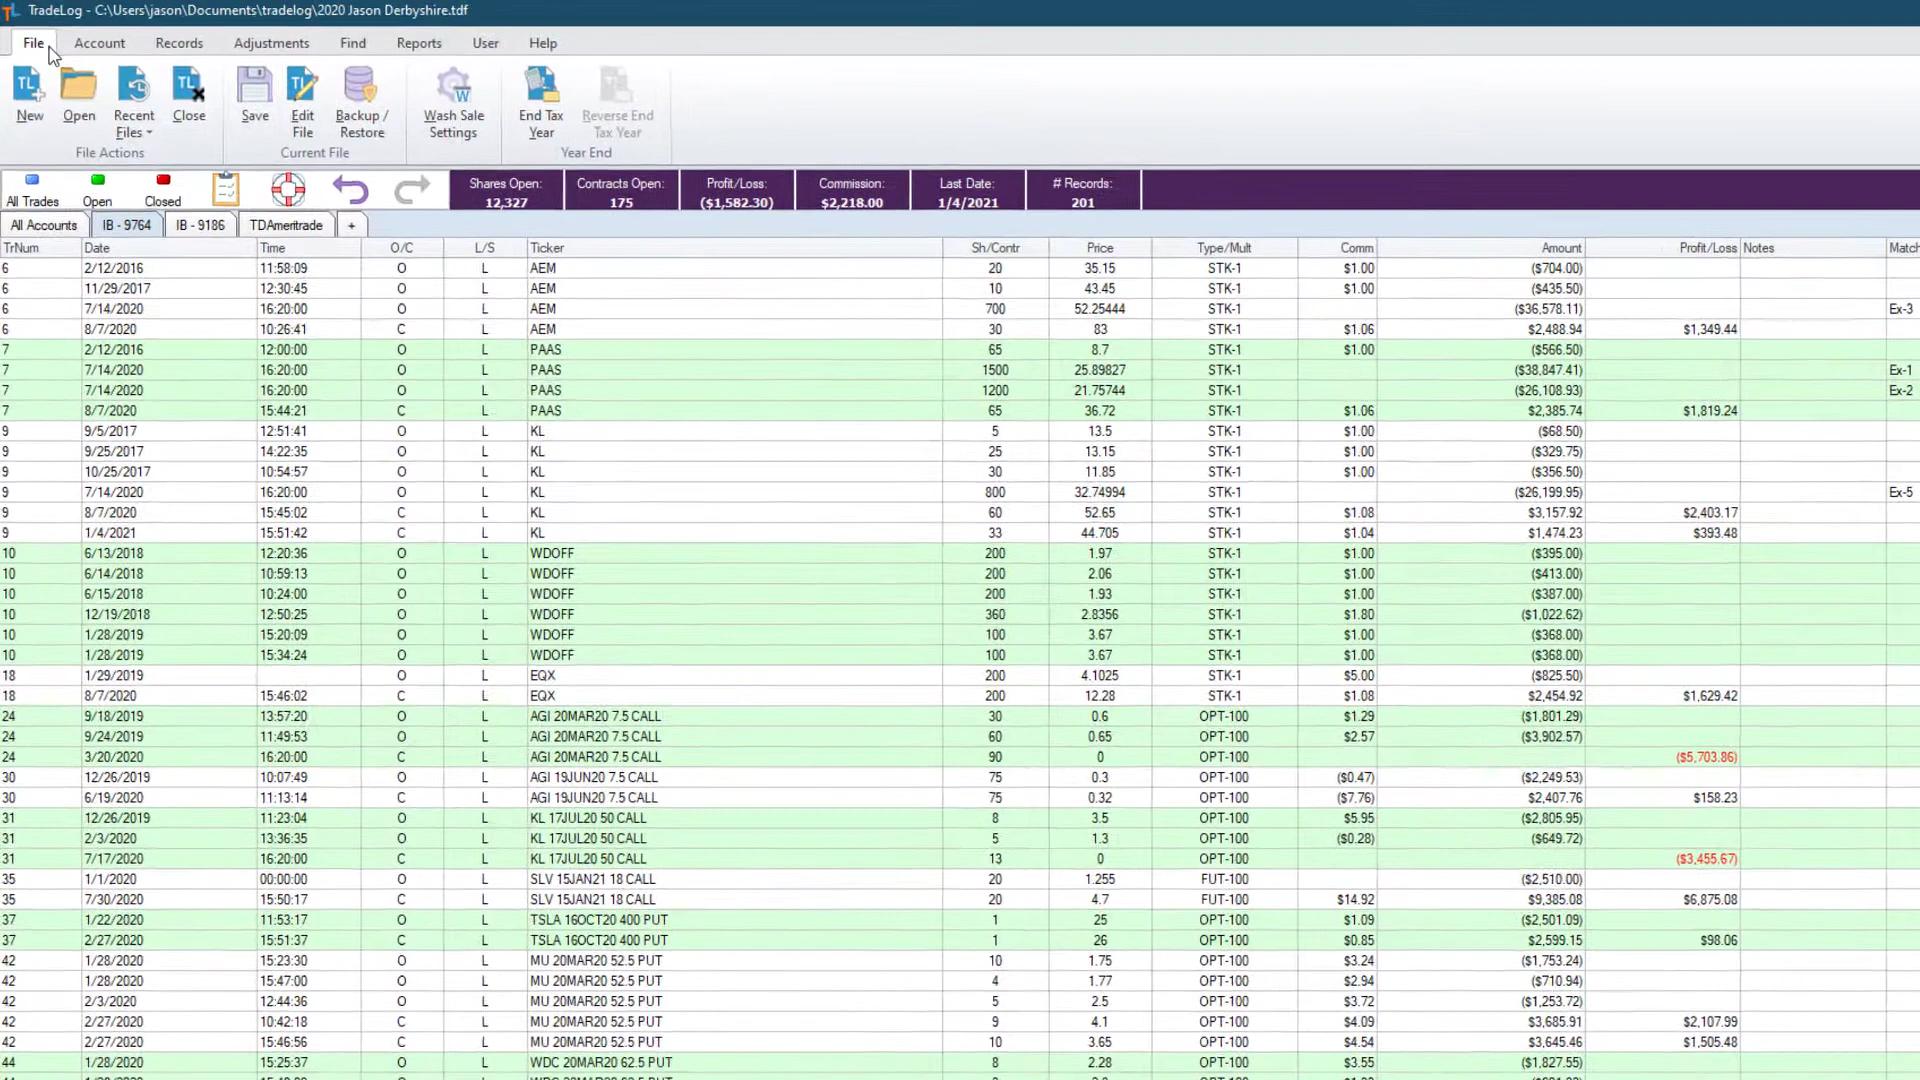 TradeLog - C:\Users\jason\Documents\tradelog\2020 Jason Derbyshire.tdf
File Account Records Adjustments Find Reports User Help
New Open Recent Files Close Save Edit File Backup / Restore Wash Sale Settings End Tax Year Reverse End Tax Year
File Actions Current File Year End
All Trades Open Closed
Shares Open: Contracts Open: Profit/Loss: Commission: Last Date: # Records:
12,327 175 ($1,582.30) $2,218.00 1/4/2021 201
All Accounts IB - 9764 IB - 9186 TDAmeritrade +
TrNum Date Time O/C L/S Ticker Sh/Contr Price Type/Mult Comm Amount Profit/Loss Notes Match
6 2/12/2016 11:58:09 O L AEM 20 35.15 STK-1 $1.00 ($704.00)
6 11/29/2017 12:30:45 O L AEM 10 43.45 STK-1 $1.00 ($435.50)
6 7/14/2020 16:20:00 O L AEM 700 52.25444 STK-1 ($36,578.11) Ex-3
6 8/7/2020 10:26:41 C L AEM 30 83 STK-1 $1.06 $2,488.94 $1,349.44
7 2/12/2016 12:00:00 O L PAAS 65 8.7 STK-1 $1.00 ($566.50)
7 7/14/2020 16:20:00 O L PAAS 1500 25.89827 STK-1 ($38,847.41) Ex-1
7 7/14/2020 16:20:00 O L PAAS 1200 21.75744 STK-1 ($26,108.93) Ex-2
7 8/7/2020 15:44:21 C L PAAS 65 36.72 STK-1 $1.06 $2,385.74 $1,819.24
9 9/5/2017 12:51:41 O L KL 5 13.5 STK-1 $1.00 ($68.50)
9 9/25/2017 14:22:35 O L KL 25 13.15 STK-1 $1.00 ($329.75)
9 10/25/2017 10:54:57 O L KL 30 11.85 STK-1 $1.00 ($356.50)
9 7/14/2020 16:20:00 O L KL 800 32.74994 STK-1 ($26,199.95) Ex-5
9 8/7/2020 15:45:02 C L KL 60 52.65 STK-1 $1.08 $3,157.92 $2,403.17
9 1/4/2021 15:51:42 C L KL 33 44.705 STK-1 $1.04 $1,474.23 $393.48
10 6/13/2018 12:20:36 O L WDOFF 200 1.97 STK-1 $1.00 ($395.00)
10 6/14/2018 10:59:13 O L WDOFF 200 2.06 STK-1 $1.00 ($413.00)
10 6/15/2018 10:24:00 O L WDOFF 200 1.93 STK-1 $1.00 ($387.00)
10 12/19/2018 12:50:25 O L WDOFF 360 2.8356 STK-1 $1.80 ($1,022.62)
10 1/28/2019 15:20:09 O L WDOFF 100 3.67 STK-1 $1.00 ($368.00)
10 1/28/2019 15:34:24 O L WDOFF 100 3.67 STK-1 $1.00 ($368.00)
18 1/29/2019 O L EQX 200 4.1025 STK-1 $5.00 ($825.50)
18 8/7/2020 15:46:02 C L EQX 200 12.28 STK-1 $1.08 $2,454.92 $1,629.42
24 9/18/2019 13:57:20 O L AGI 20MAR20 7.5 CALL 30 0.6 OPT-100 $1.29 ($1,801.29)
24 9/24/2019 11:49:53 O L AGI 20MAR20 7.5 CALL 60 0.65 OPT-100 $2.57 ($3,902.57)
24 3/20/2020 16:20:00 C L AGI 20MAR20 7.5 CALL 90 0 OPT-100 ($5,703.86)
30 12/26/2019 10:07:49 O L AGI 19JUN20 7.5 CALL 75 0.3 OPT-100 ($0.47) ($2,249.53)
30 6/19/2020 11:13:14 C L AGI 19JUN20 7.5 CALL 75 0.32 OPT-100 ($7.76) $2,407.76 $158.23
31 12/26/2019 11:23:04 O L KL 17JUL20 50 CALL 8 3.5 OPT-100 $5.95 ($2,805.95)
31 2/3/2020 13:36:35 O L KL 17JUL20 50 CALL 5 1.3 OPT-100 ($0.28) ($649.72)
31 7/17/2020 16:20:00 C L KL 17JUL20 50 CALL 13 0 OPT-100 ($3,455.67)
35 1/1/2020 00:00:00 O L SLV 15JAN21 18 CALL 20 1.255 FUT-100 ($2,510.00)
35 7/30/2020 15:50:17 C L SLV 15JAN21 18 CALL 20 4.7 FUT-100 $14.92 $9,385.08 $6,875.08
37 1/22/2020 11:53:17 O L TSLA 16OCT20 400 PUT 1 25 OPT-100 $1.09 ($2,501.09)
37 2/27/2020 15:51:37 C L TSLA 16OCT20 400 PUT 1 26 OPT-100 $0.85 $2,599.15 $98.06
42 1/28/2020 15:23:30 O L MU 20MAR20 52.5 PUT 10 1.75 OPT-100 $3.24 ($1,753.24)
42 1/28/2020 15:47:00 O L MU 20MAR20 52.5 PUT 4 1.77 OPT-100 $2.94 ($710.94)
42 2/3/2020 12:44:36 O L MU 20MAR20 52.5 PUT 5 2.5 OPT-100 $3.72 ($1,253.72)
42 2/27/2020 10:42:18 C L MU 20MAR20 52.5 PUT 9 4.1 OPT-100 $4.09 $3,685.91 $2,107.99
42 2/27/2020 15:46:56 C L MU 20MAR20 52.5 PUT 10 3.65 OPT-100 $4.54 $3,645.46 $1,505.48
44 1/28/2020 15:25:37 O L WDC 20MAR20 62.5 PUT 8 2.28 OPT-100 $3.55 ($1,827.55)